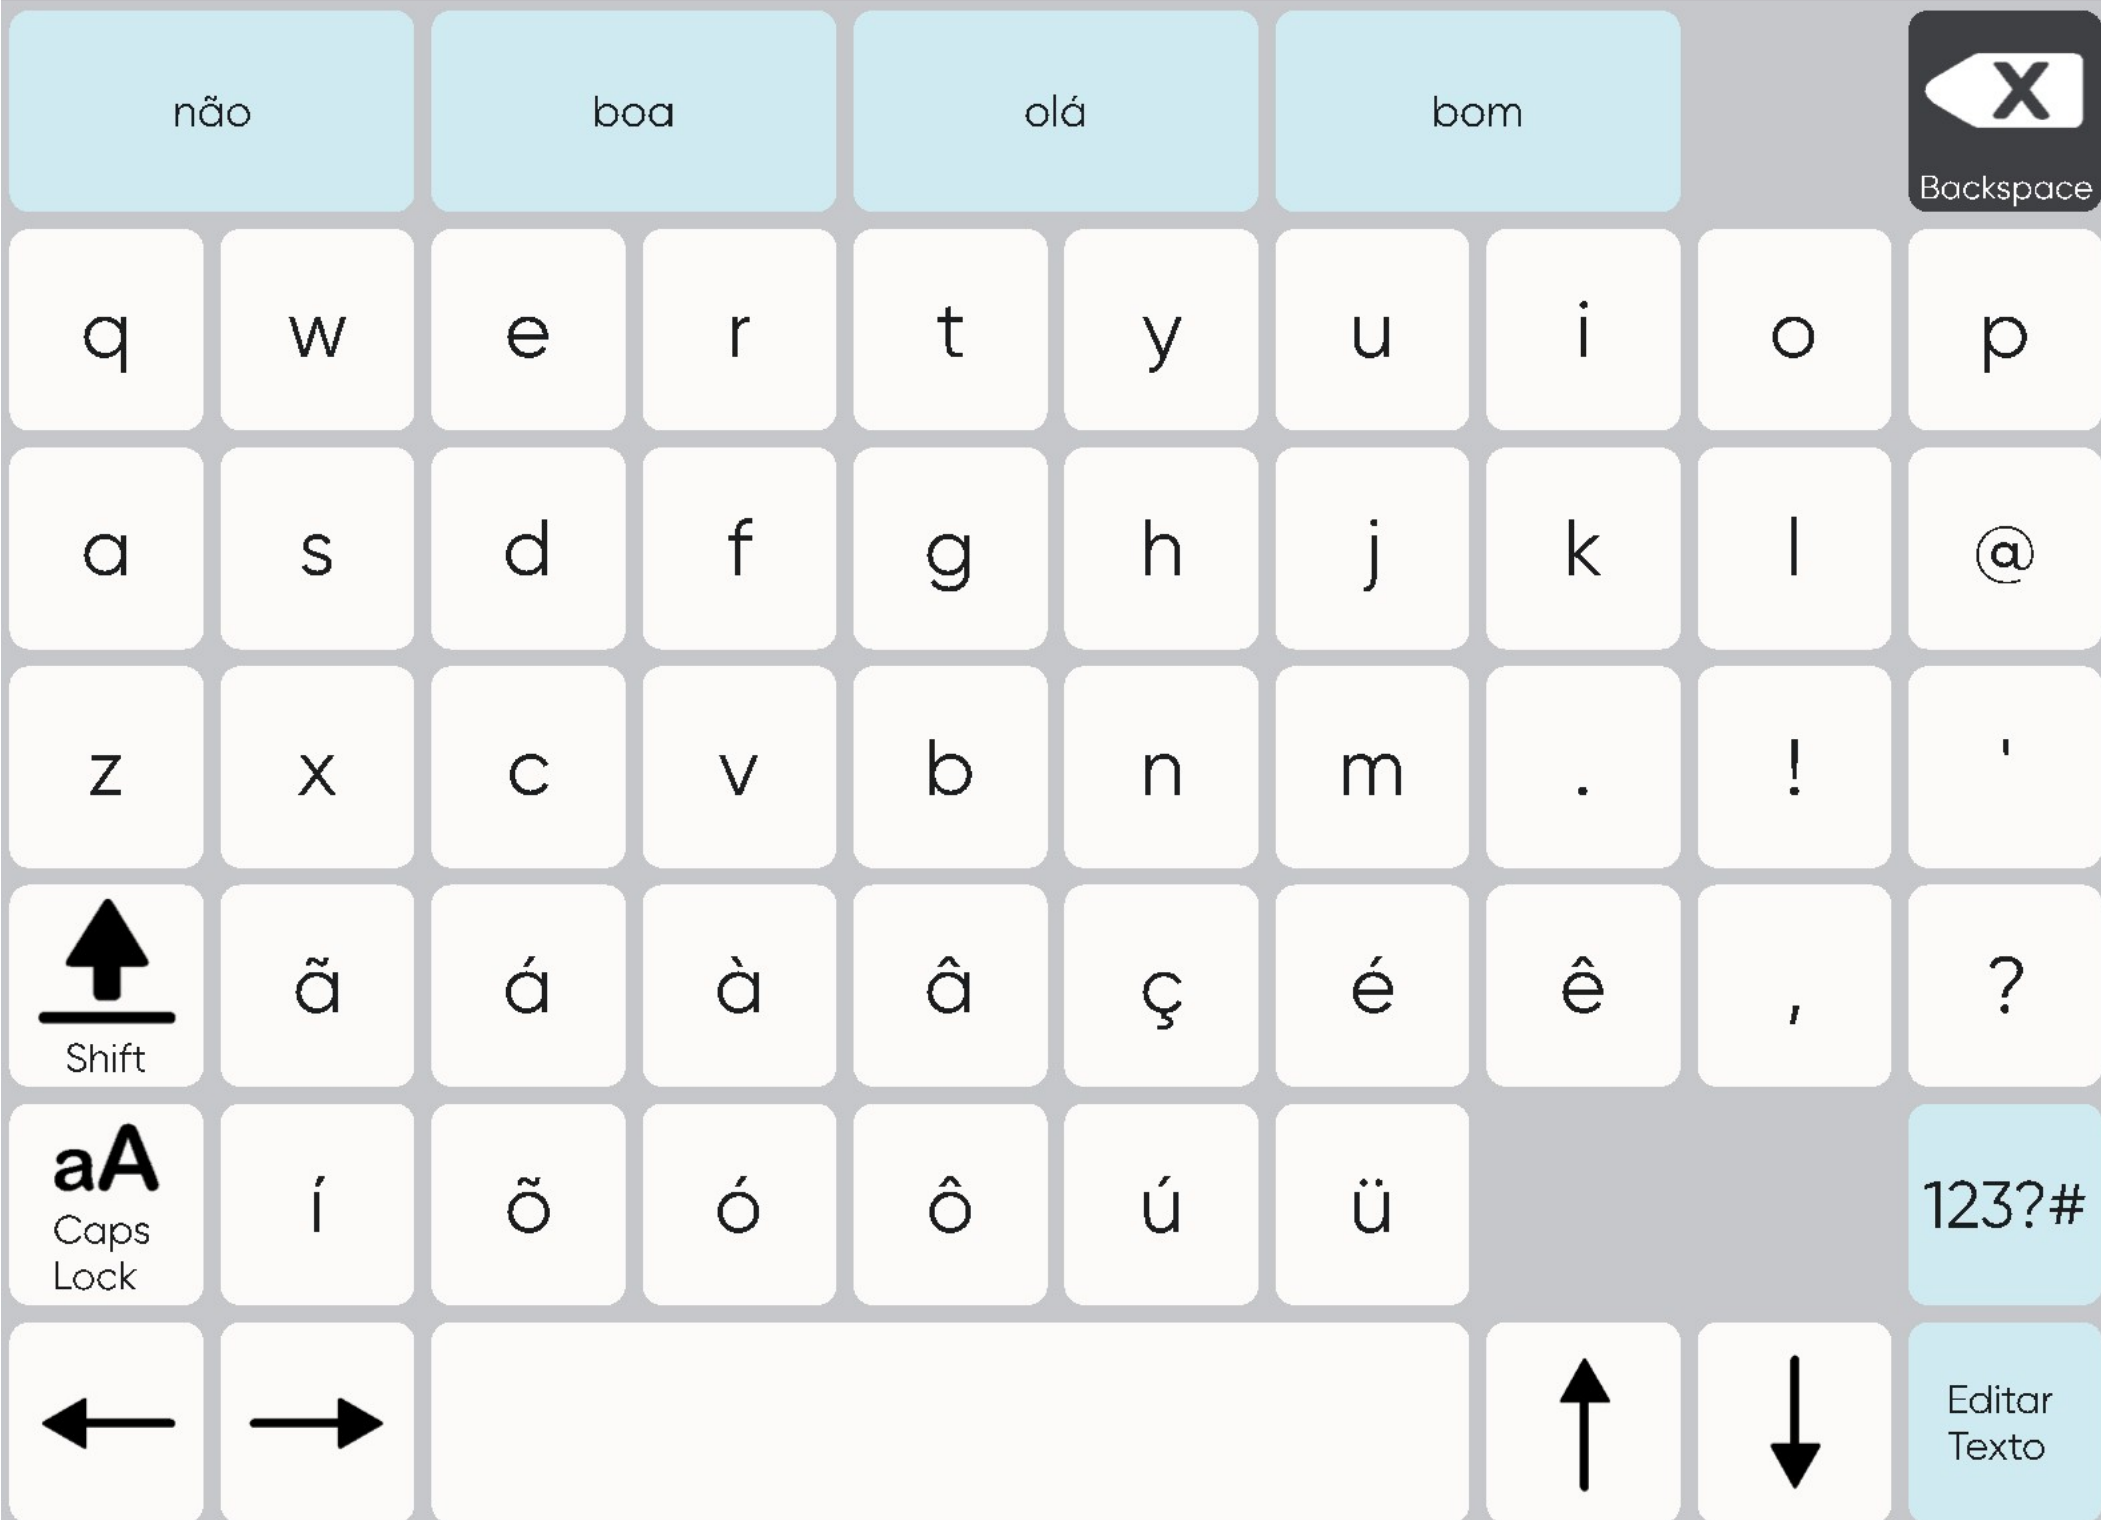 não boa olá bom
Backspace
q w e r t y u i o p
a s d f g h j k l @
z x c v b n m . ! '
Shift ã á à â ç é ê , ?
aA
Caps
Lock
í õ ó ô ú ü 123?#
Editar
Texto